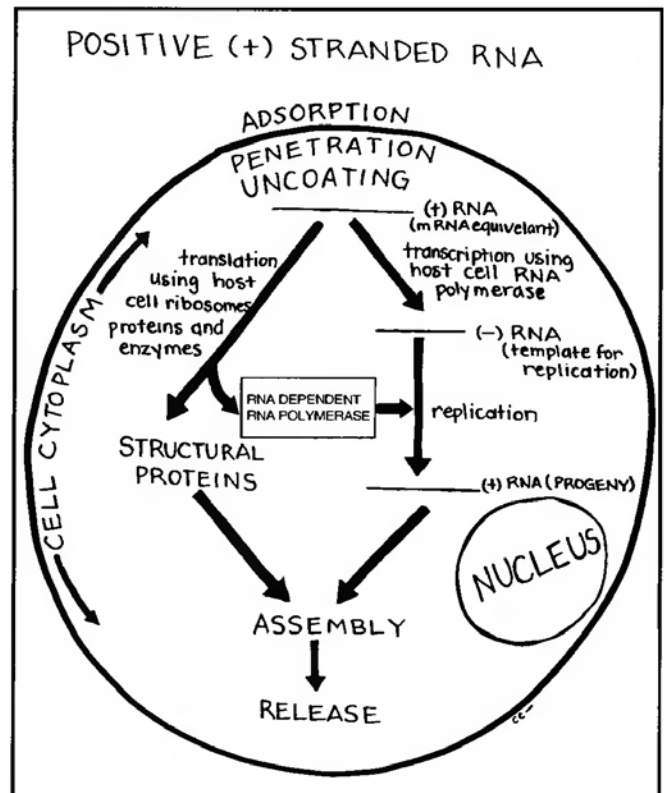 POSITIVE (+) STRANDED RNA
ADSORPTION
PENETRATION
UNCOATING
(+) RNA
(mRNA equivelant)
translation
using host
cell ribosomes
proteins and
enzymes
transcription using
host cell RNA
polymerase
(-) RNA
(template for
replication)
RNA DEPENDENT
RNA POLYMERASE
replication
CELL CYTOPLASM
STRUCTURAL
PROTEINS
(+) RNA (PROGENY)
NUCLEUS
ASSEMBLY
RELEASE